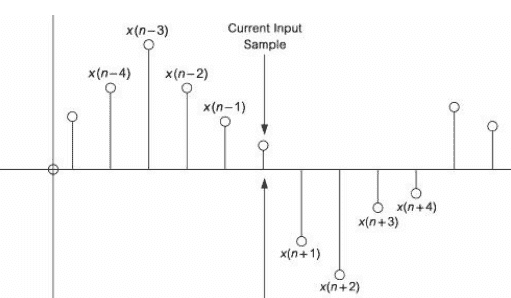 x(n−3)
Current Input
Sample
x(n−4)
x(n−2)
x(n−1)
x(n+4)
x(n+3)
x(n+1)
x(n+2)